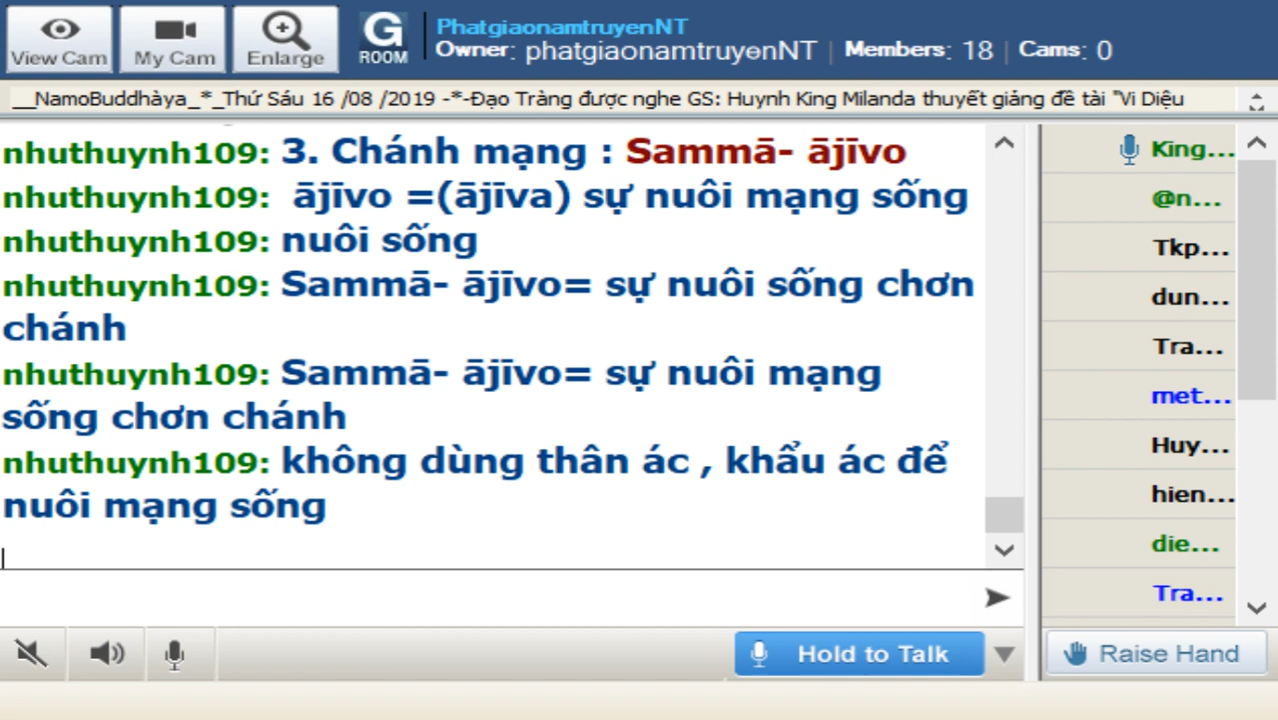 View Cam
My Cam
Enlarge
G
ROOM
PhatgiaonamtruyenNT
Owner: phatgiaonamtruyenNT | Members: 18 | Cams: 0
__NamoBuddhàya_*_Thứ Sáu 16 /08 /2019 -*-Đạo Tràng được nghe GS: Huynh King Milanda thuyết giảng đề tài "Vi Diệu
nhuthuynh109: 3. Chánh mạng : Sammā- ājīvo
nhuthuynh109: ājīvo =(ājīva) sự nuôi mạng sống
nhuthuynh109: nuôi sống
nhuthuynh109: Sammā- ājīvo= sự nuôi sống chơn
chánh
nhuthuynh109: Sammā- ājīvo= sự nuôi mạng
sống chơn chánh
nhuthuynh109: không dùng thân ác , khẩu ác để
nuôi mạng sống
King...
@n...
Tkp...
dun...
Tra...
met...
Huy...
hien...
die...
Tra...
Hold to Talk
Raise Hand